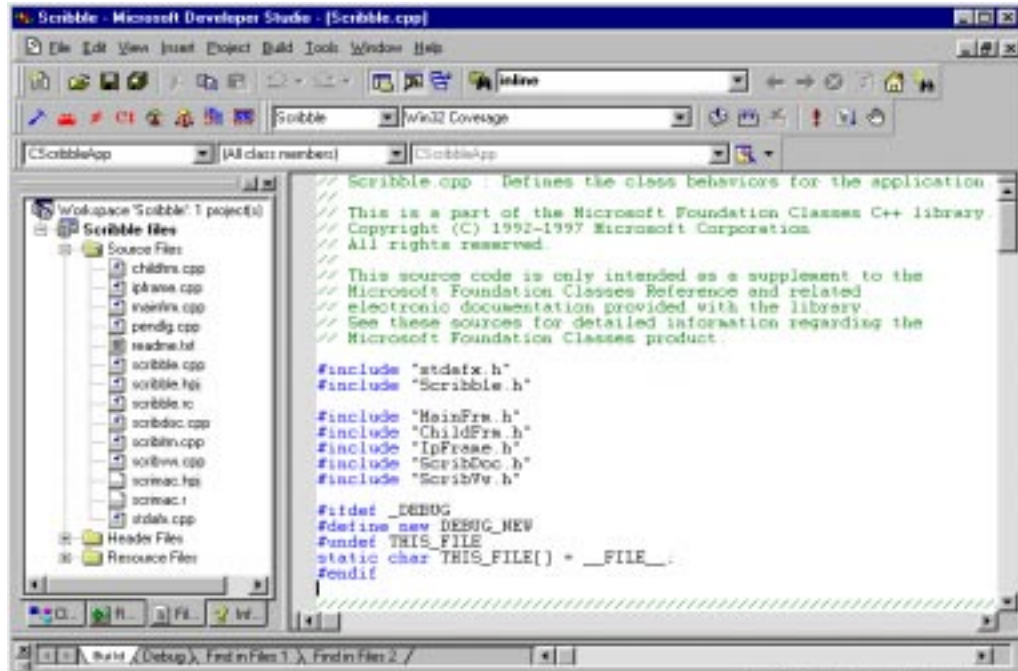 Scribble - Microsoft Developer Studio - [Scribble.cpp]
File Edit View Insert Project Build Tools Window Help
inline
Scribble Win32 Coverage
CScribbleApp (All class members) CScribbleApp
Workspace 'Scribble': 1 project(s)
Scribble files
Source Files
childfrm.cpp
ipframe.cpp
mainfrm.cpp
pendlg.cpp
readme.txt
scribble.cpp
scribble.hpj
scribble.rc
scribdoc.cpp
scribitm.cpp
scribvw.cpp
scrimac.hpj
scrimac.r
stdafx.cpp
Header Files
Resource Files
Cl... R... Fil... Inf...
// Scribble.cpp : Defines the class behaviors for the application
//
// This is a part of the Microsoft Foundation Classes C++ library.
// Copyright (C) 1992-1997 Microsoft Corporation
// All rights reserved.
//
// This source code is only intended as a supplement to the
// Microsoft Foundation Classes Reference and related
// electronic documentation provided with the library.
// See these sources for detailed information regarding the
// Microsoft Foundation Classes product.
#include "stdafx.h"
#include "Scribble.h"
#include "MainFrm.h"
#include "ChildFrm.h"
#include "IpFrame.h"
#include "ScribDoc.h"
#include "ScribVw.h"
#ifdef _DEBUG
#define new DEBUG_NEW
#undef THIS_FILE
static char THIS_FILE[] = __FILE__;
#endif
Build Debug Find in Files 1 Find in Files 2